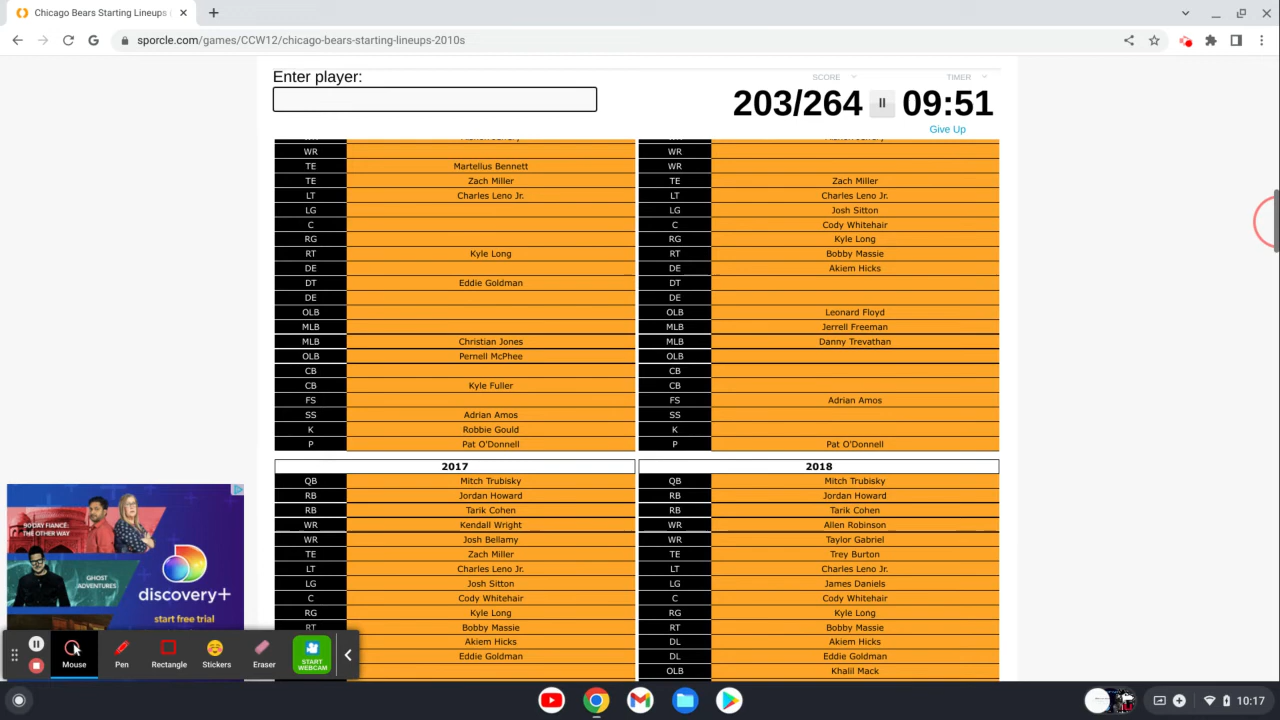 Chicago Bears Starting Lineups
sporcle.com/games/CCW12/chicago-bears-starting-lineups-2010s
Enter player:
SCORE
TIMER
203/264
09:51
Give Up
WR WR
TE Martellus Bennett WR
TE Zach Miller TE Zach Miller
LT Charles Leno Jr. LT Charles Leno Jr.
LG LG Josh Sitton
C C Cody Whitehair
RG RG Kyle Long
RT Kyle Long RT Bobby Massie
DE DE Akiem Hicks
DT Eddie Goldman DT
DE DE
OLB OLB Leonard Floyd
MLB MLB Jerrell Freeman
MLB Christian Jones MLB Danny Trevathan
OLB Pernell McPhee OLB
CB CB
CB Kyle Fuller CB
FS FS Adrian Amos
SS Adrian Amos SS
K Robbie Gould K
P Pat O'Donnell P Pat O'Donnell
2017 2018
QB Mitch Trubisky QB Mitch Trubisky
RB Jordan Howard RB Jordan Howard
RB Tarik Cohen RB Tarik Cohen
WR Kendall Wright WR Allen Robinson
WR Josh Bellamy WR Taylor Gabriel
TE Zach Miller TE Trey Burton
LT Charles Leno Jr. LT Charles Leno Jr.
LG Josh Sitton LG James Daniels
C Cody Whitehair C Cody Whitehair
RG Kyle Long RG Kyle Long
RT Bobby Massie RT Bobby Massie
Akiem Hicks DL Akiem Hicks
Eddie Goldman DL Eddie Goldman
OLB Khalil Mack
90 DAY FIANCÉ:
THE OTHER WAY
GHOST
ADVENTURES
discovery+
start free trial
Mouse
Pen
Rectangle
Stickers
Eraser
START
WEBCAM
10:17